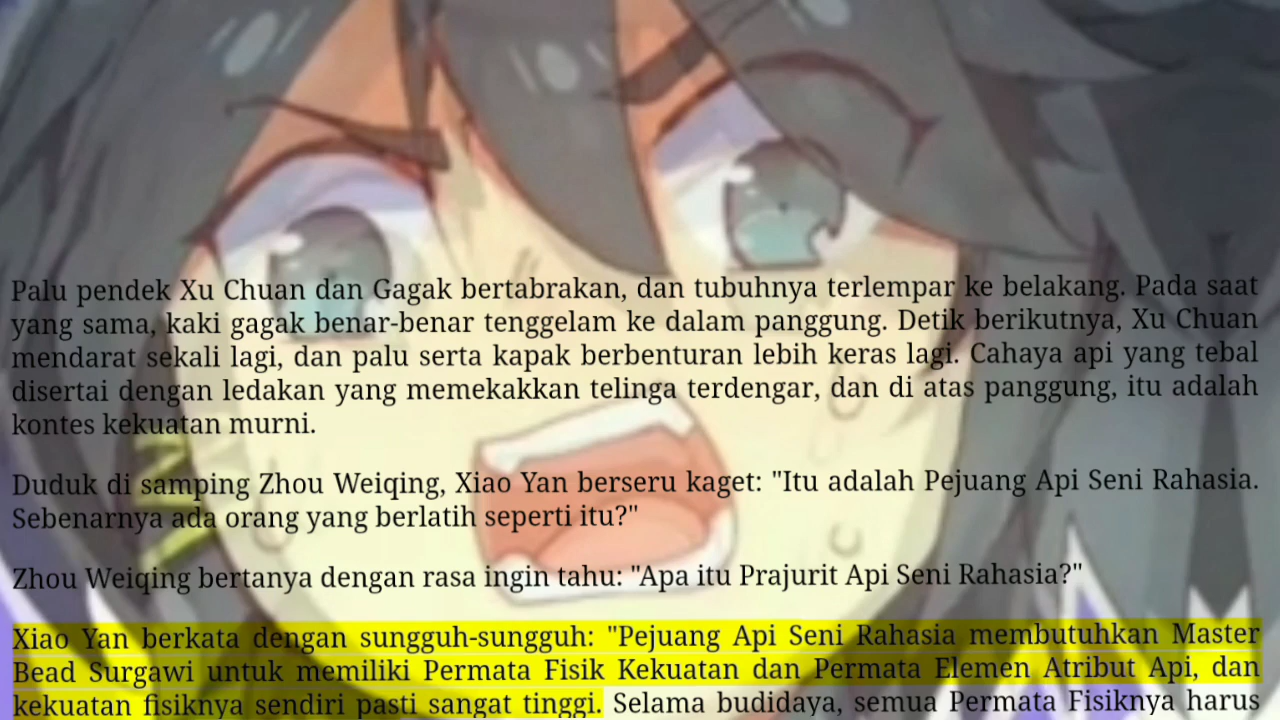 Palu pendek Xu Chuan dan Gagak bertabrakan, dan tubuhnya terlempar ke belakang. Pada saat
yang sama, kaki gagak benar-benar tenggelam ke dalam panggung. Detik berikutnya, Xu Chuan
mendarat sekali lagi, dan palu serta kapak berbenturan lebih keras lagi. Cahaya api yang tebal
disertai dengan ledakan yang memekakkan telinga terdengar, dan di atas panggung, itu adalah
kontes kekuatan murni.
Duduk di samping Zhou Weiqing, Xiao Yan berseru kaget: "Itu adalah Pejuang Api Seni Rahasia.
Sebenarnya ada orang yang berlatih seperti itu?"
Zhou Weiqing bertanya dengan rasa ingin tahu: "Apa itu Prajurit Api Seni Rahasia?"
Xiao Yan berkata dengan sungguh-sungguh: "Pejuang Api Seni Rahasia membutuhkan Master
Bead Surgawi untuk memiliki Permata Fisik Kekuatan dan Permata Elemen Atribut Api, dan
kekuatan fisiknya sendiri pasti sangat tinggi. Selama budidaya, semua Permata Fisiknya harus